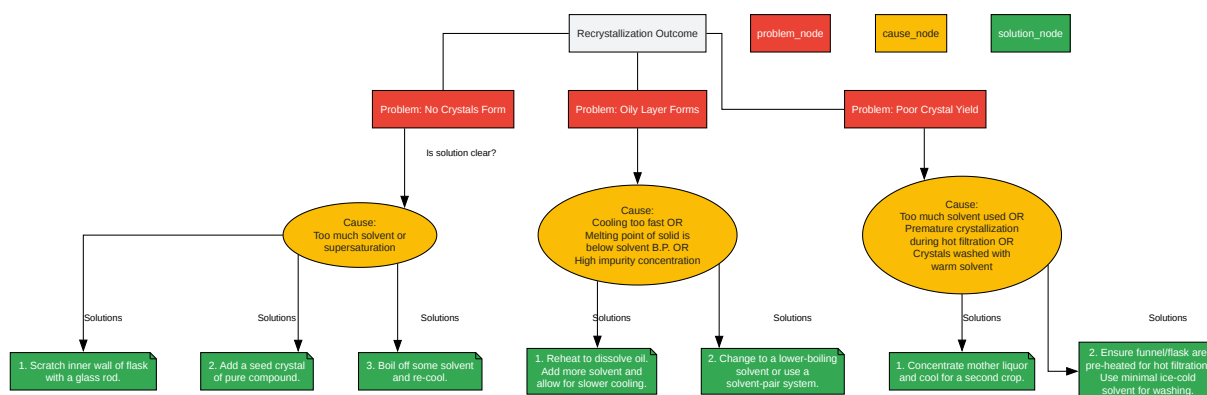 Recrystallization Outcome
problem_node
cause_node
solution_node
Problem: No Crystals Form
Problem: Oily Layer Forms
Problem: Poor Crystal Yield
Is solution clear?
Cause:
Too much solvent or
supersaturation
Cause:
Cooling too fast OR
Melting point of solid is
below solvent B.P. OR
High impurity concentration
Cause:
Too much solvent used OR
Premature crystallization
during hot filtration OR
Crystals washed with
warm solvent
Solutions
Solutions
Solutions
Solutions
Solutions
Solutions
Solutions
1. Scratch inner wall of flask
with a glass rod.
2. Add a seed crystal
of pure compound.
3. Boil off some solvent
and re-cool.
1. Reheat to dissolve oil.
Add more solvent and
allow for slower cooling.
2. Change to a lower-boiling
solvent or use a
solvent-pair system.
1. Concentrate mother liquor
and cool for a second crop.
2. Ensure funnel/flask are
pre-heated for hot filtration.
Use minimal ice-cold
solvent for washing.